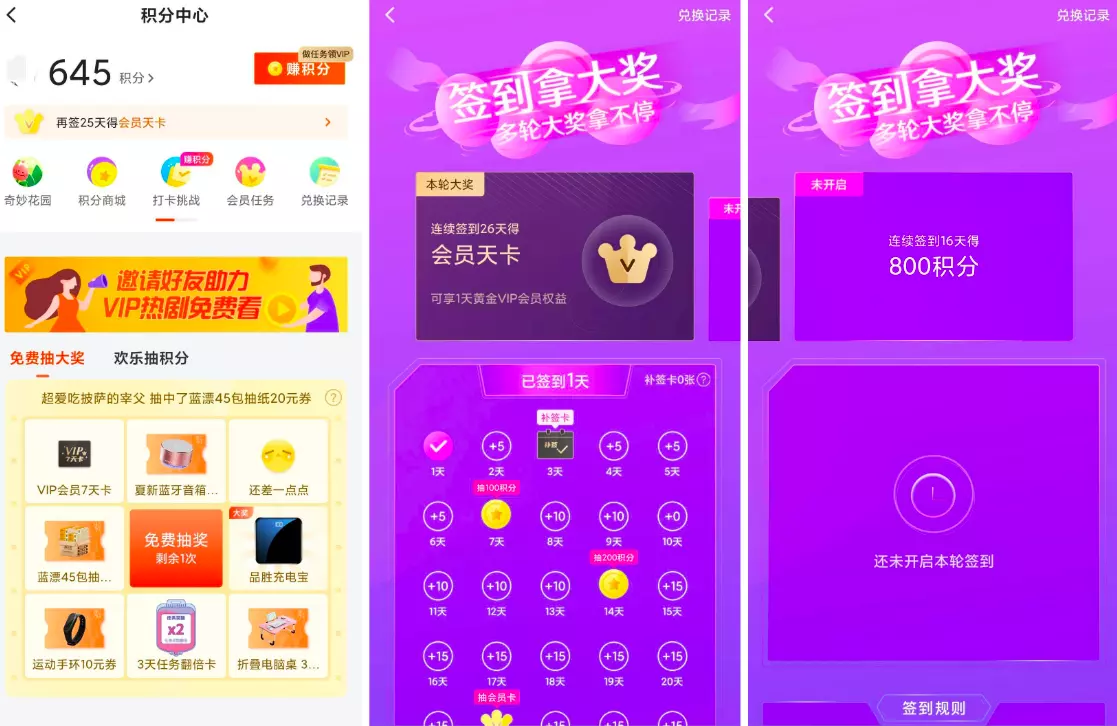 积分中心
做任务领VIP
645 积分
赚积分
再签25天得会员天卡
赚积分
奇妙花园
积分商城
打卡挑战
会员任务
兑换记录
VIP
邀请好友助力
VIP热剧免费看
免费抽大奖
欢乐抽积分
超爱吃披萨的宰父 抽中了蓝漂45包抽纸20元券
VIP
7天卡
VIP会员7天卡
夏新蓝牙音箱...
还差一点点
大奖
免费抽奖
剩余1次
蓝漂45包抽...
品胜充电宝
x2
运动手环10元券
3天任务翻倍卡
折叠电脑桌 3...
兑换记录
签到拿大奖
多轮大奖拿不停
本轮大奖
连续签到26天得
会员天卡
可享1天黄金VIP会员权益
未开
已签到1天
补签卡0张
补签卡
+5
补签
+5
+5
1天
2天
3天
4天
5天
抽100积分
+5
+10
+10
+0
6天
7天
8天
9天
10天
抽200积分
+10
+10
+10
+15
11天
12天
13天
14天
15天
+15
+15
+15
+15
+15
16天
17天
18天
19天
20天
抽会员卡
+15
+15
+15
+15
兑换记录
签到拿大奖
多轮大奖拿不停
未开启
连续签到16天得
800积分
还未开启本轮签到
签到规则